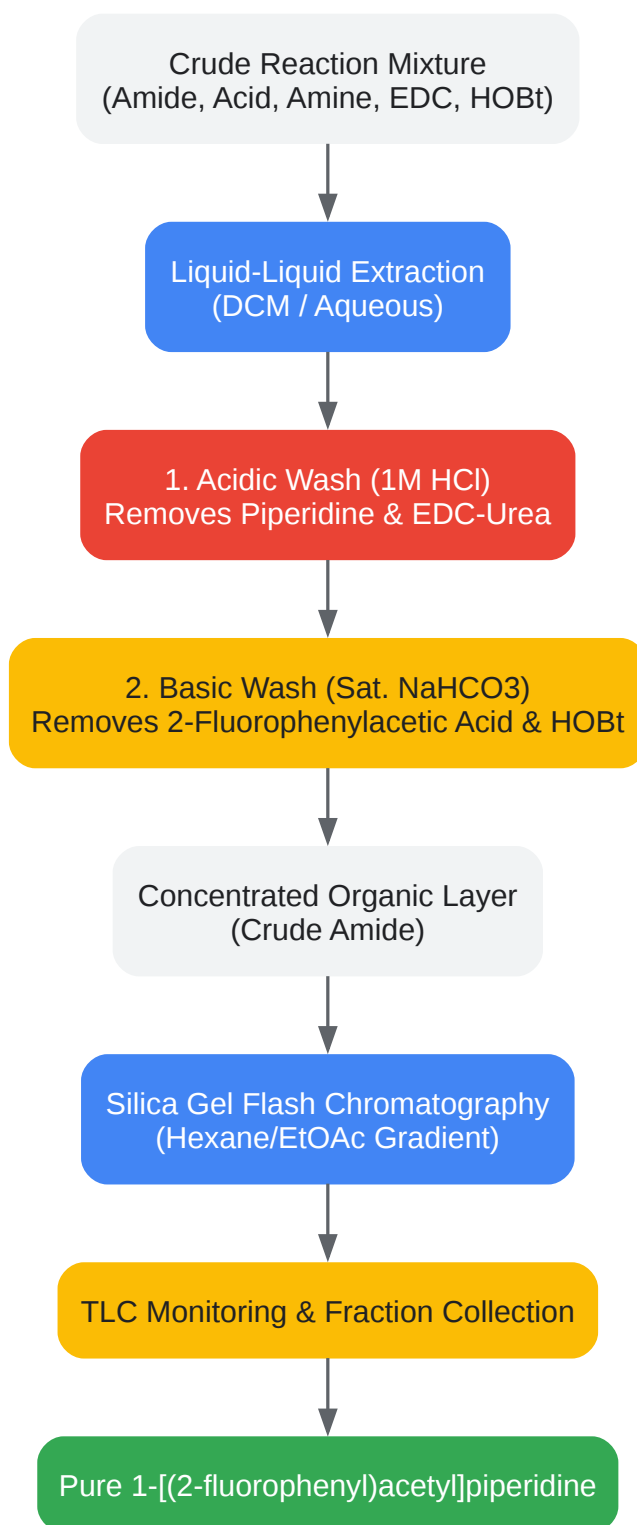 Crude Reaction Mixture
(Amide, Acid, Amine, EDC, HOBt)
Liquid-Liquid Extraction
(DCM / Aqueous)
1. Acidic Wash (1M HCl)
Removes Piperidine & EDC-Urea
2. Basic Wash (Sat. NaHCO3)
Removes 2-Fluorophenylacetic Acid & HOBt
Concentrated Organic Layer
(Crude Amide)
Silica Gel Flash Chromatography
(Hexane/EtOAc Gradient)
TLC Monitoring & Fraction Collection
Pure 1-[(2-fluorophenyl)acetyl]piperidine